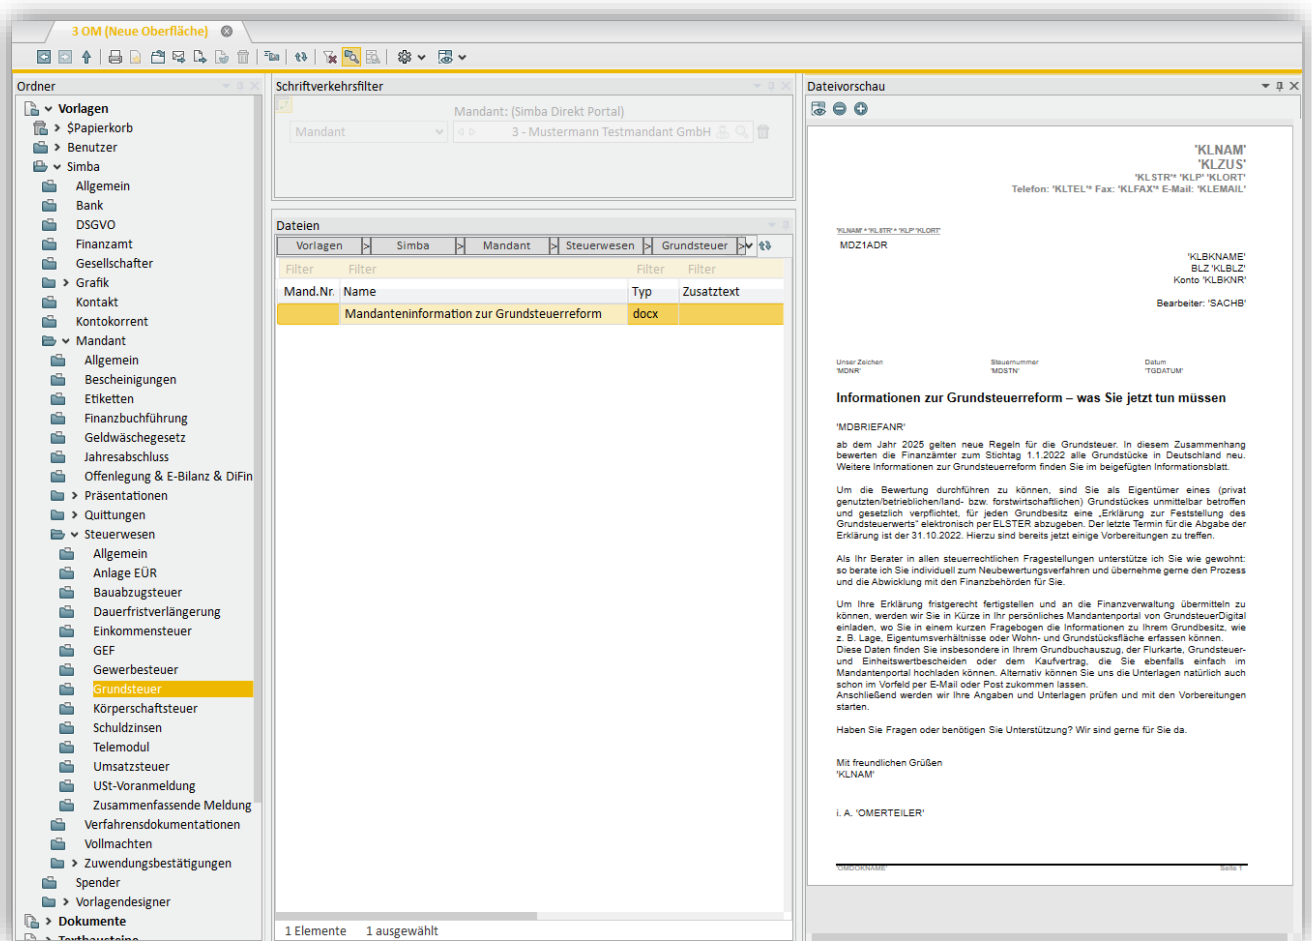 3 OM (Neue Oberfläche)
Ordner
Vorlagen
$Papierkorb
Benutzer
Simba
Allgemein
Bank
DSGVO
Finanzamt
Gesellschafter
Grafik
Kontakt
Kontokorrent
Mandant
Allgemein
Bescheinigungen
Etiketten
Finanzbuchführung
Geldwäschegesetz
Jahresabschluss
Offenlegung & E-Bilanz & DiFin
Präsentationen
Quittungen
Steuerwesen
Allgemein
Anlage EÜR
Bauabzugsteuer
Dauerfristverlängerung
Einkommensteuer
GEF
Gewerbesteuer
Grundsteuer
Körperschaftsteuer
Schuldzinsen
Telemodul
Umsatzsteuer
USt-Voranmeldung
Zusammenfassende Meldung
Verfahrensdokumentationen
Vollmachten
Zuwendungsbestätigungen
Spender
Vorlagendesigner
Dokumente
Textbausteine
Schriftverkehrsfilter
Mandant: (Simba Direkt Portal)
Mandant 3 - Mustermann Testmandant GmbH
Dateien
Vorlagen > Simba > Mandant > Steuerwesen > Grundsteuer >
Filter Filter Filter Filter
Mand.Nr. Name Typ Zusatztext
Mandanteninformation zur Grundsteuerreform docx
1 Elemente 1 ausgewählt
Dateivorschau
'KLNAM'
'KLZUS'
'KLSTR'* 'KLP' 'KLORT'
Telefon: 'KLTEL'* Fax: 'KLFAX'* E-Mail: 'KLEMAIL'
'KLNAM' * 'KLSTR' * 'KLP' 'KLORT'
MDZ1ADR
'KLBKNAME'
BLZ 'KLBLZ'
Konto 'KLBKNR'
Bearbeiter: 'SACHB'
Unser Zeichen Steuernummer Datum
'MDNR' 'MDSTN' 'TGDATUM'
Informationen zur Grundsteuerreform – was Sie jetzt tun müssen
'MDBRIEFANR'
ab dem Jahr 2025 gelten neue Regeln für die Grundsteuer. In diesem Zusammenhang
bewerten die Finanzämter zum Stichtag 1.1.2022 alle Grundstücke in Deutschland neu.
Weitere Informationen zur Grundsteuerreform finden Sie im beigefügten Informationsblatt.
Um die Bewertung durchführen zu können, sind Sie als Eigentümer eines (privat
genutzten/betrieblichen/land- bzw. forstwirtschaftlichen) Grundstückes unmittelbar betroffen
und gesetzlich verpflichtet, für jeden Grundbesitz eine „Erklärung zur Feststellung des
Grundsteuerwerts" elektronisch per ELSTER abzugeben. Der letzte Termin für die Abgabe der
Erklärung ist der 31.10.2022. Hierzu sind bereits jetzt einige Vorbereitungen zu treffen.
Als Ihr Berater in allen steuerrechtlichen Fragestellungen unterstütze ich Sie wie gewohnt:
so berate ich Sie individuell zum Neubewertungsverfahren und übernehme gerne den Prozess
und die Abwicklung mit den Finanzbehörden für Sie.
Um Ihre Erklärung fristgerecht fertigstellen und an die Finanzverwaltung übermitteln zu
können, werden wir Sie in Kürze in Ihr persönliches Mandantenportal von GrundsteuerDigital
einladen, wo Sie in einem kurzen Fragebogen die Informationen zu Ihrem Grundbesitz, wie
z. B. Lage, Eigentumsverhältnisse oder Wohn- und Grundstücksfläche erfassen können.
Diese Daten finden Sie insbesondere in Ihrem Grundbuchauszug, der Flurkarte, Grundsteuer-
und Einheitswertbescheiden oder dem Kaufvertrag, die Sie ebenfalls einfach im
Mandantenportal hochladen können. Alternativ können Sie uns die Unterlagen natürlich auch
schon im Vorfeld per E-Mail oder Post zukommen lassen.
Anschließend werden wir Ihre Angaben und Unterlagen prüfen und mit den Vorbereitungen
starten.
Haben Sie Fragen oder benötigen Sie Unterstützung? Wir sind gerne für Sie da.
Mit freundlichen Grüßen
'KLNAM'
i. A. 'OMERTEILER'
'OMDOKNAME' Seite 1